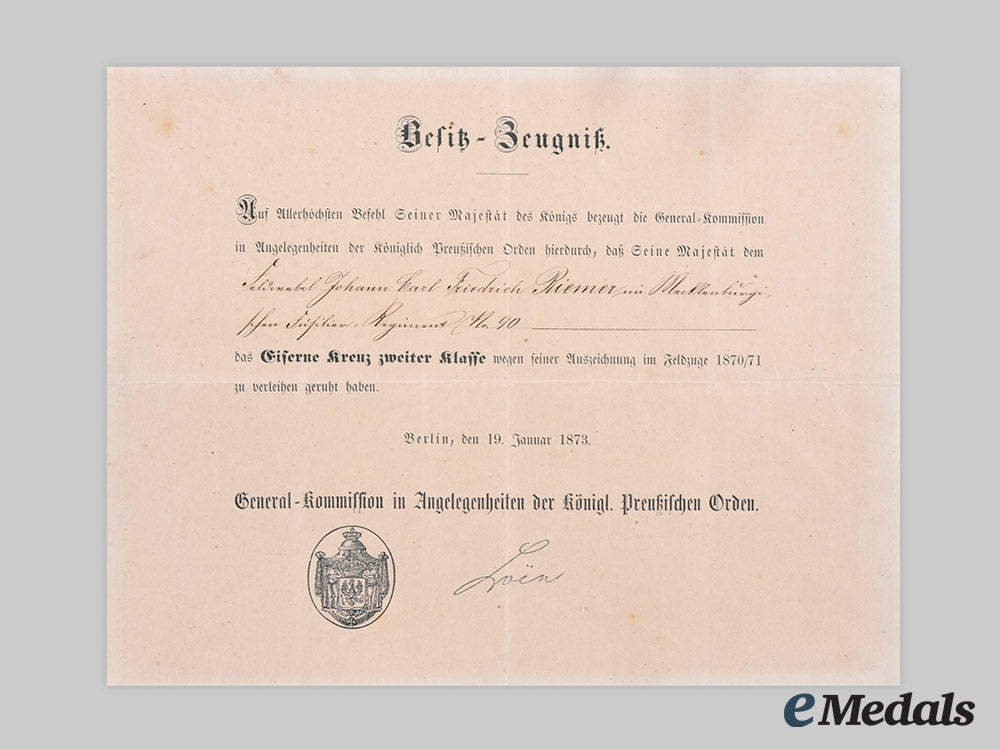 Besitz-Zeugniß.
Auf Allerhöchsten Befehl Seiner Majestät des Königs bezeugt die General-Kommission
in Angelegenheiten der Königlich Preußischen Orden hierdurch, daß Seine Majestät dem
Feldwebel Johann Carl Friedrich Riemer im Mecklenburgi-
schen Füsilier-Regiment No 90
das Eiserne Kreuz zweiter Klasse wegen seiner Auszeichnung im Feldzuge 1870/71
zu verleihen geruht haben.
Berlin, den 19. Januar 1873.
General-Kommission in Angelegenheiten der Königl. Preußischen Orden.
Loën
eMedals